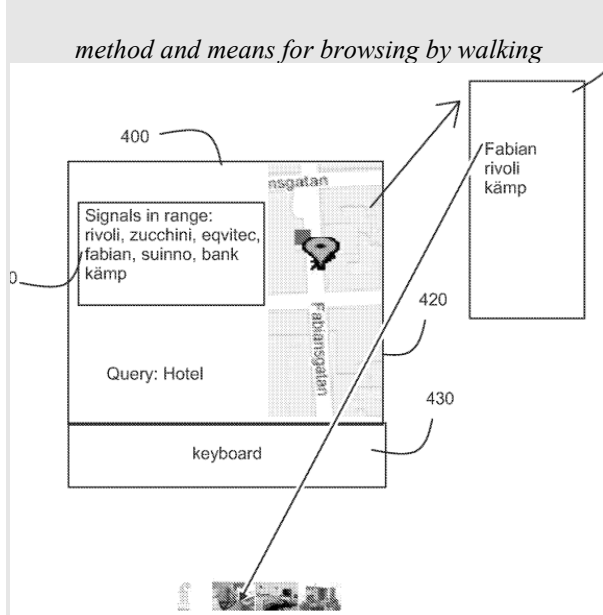 method and means for browsing by walking
400
nsgatan
Signals in range:
rivoli, zucchini, eqvitec,
fabian, suinno, bank
kämp
0
Fabian
rivoli
kämp
Fabiansgatan
420
Query: Hotel
430
keyboard
f